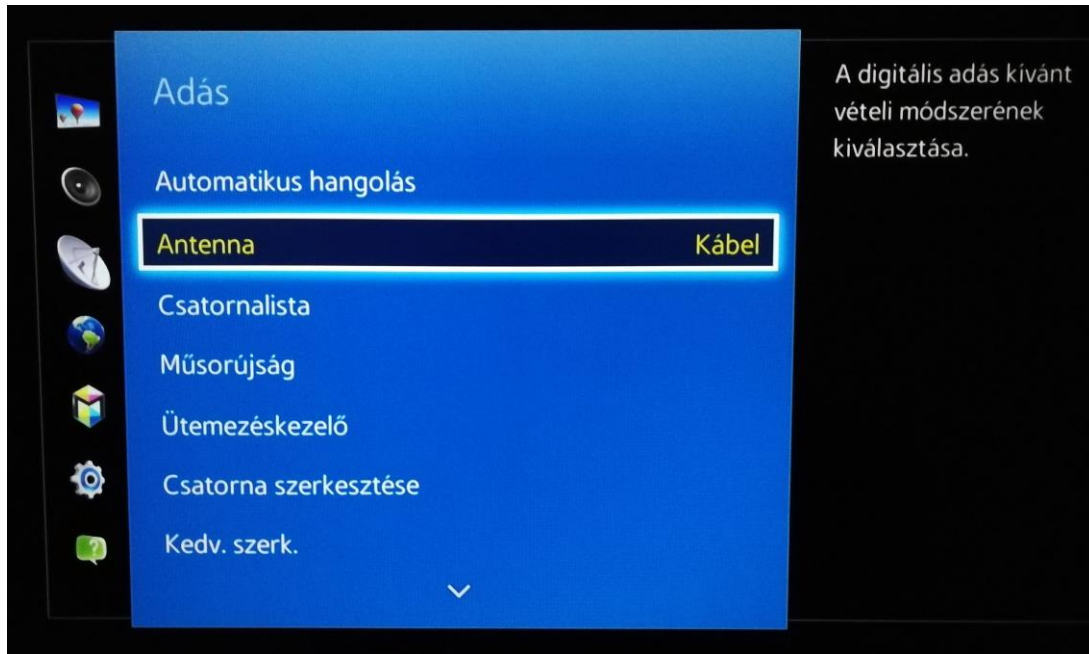 Adás
Automatikus hangolás
Antenna Kábel
Csatornalista
Műsorújság
Ütemezéskezelő
Csatorna szerkesztése
Kedv. szerk.
A digitális adás kívánt
vételi módszerének
kiválasztása.